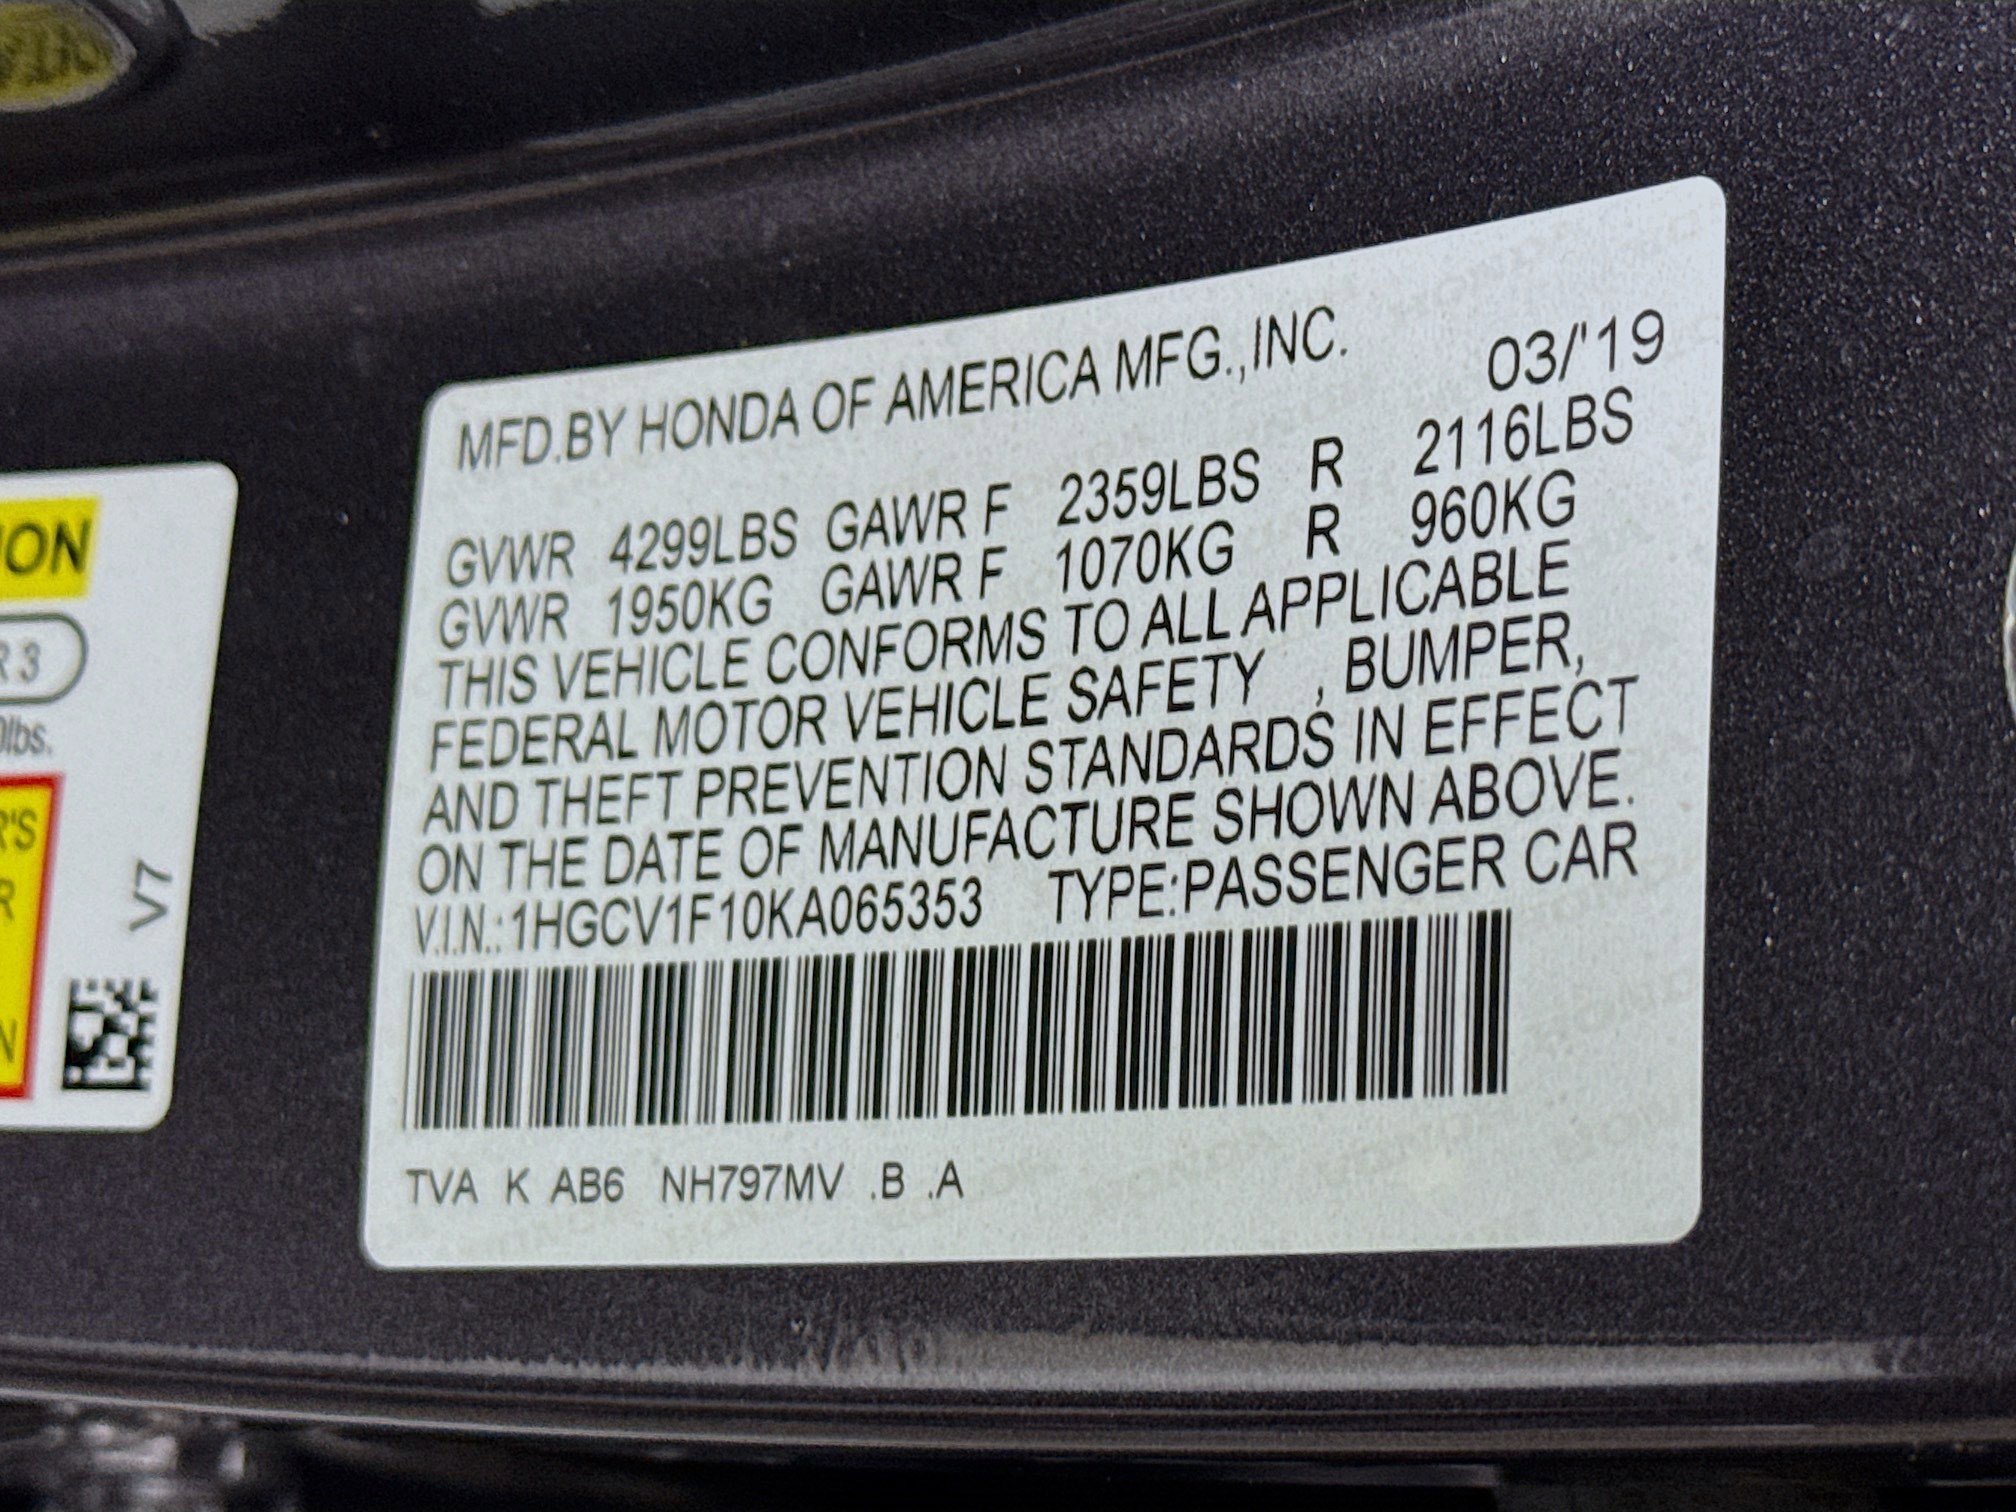 ION
R 3
0lbs.
R'S
R
N
V7
MFD.BY HONDA OF AMERICA MFG.,INC. 03/'19
GVWR 4299LBS GAWR F 2359LBS R 2116LBS
GVWR 1950KG GAWR F 1070KG R 960KG
THIS VEHICLE CONFORMS TO ALL APPLICABLE
FEDERAL MOTOR VEHICLE SAFETY , BUMPER,
AND THEFT PREVENTION STANDARDS IN EFFECT
ON THE DATE OF MANUFACTURE SHOWN ABOVE.
V.I.N.: 1HGCV1F10KA065353 TYPE:PASSENGER CAR
TVA K AB6 NH797MV .B .A